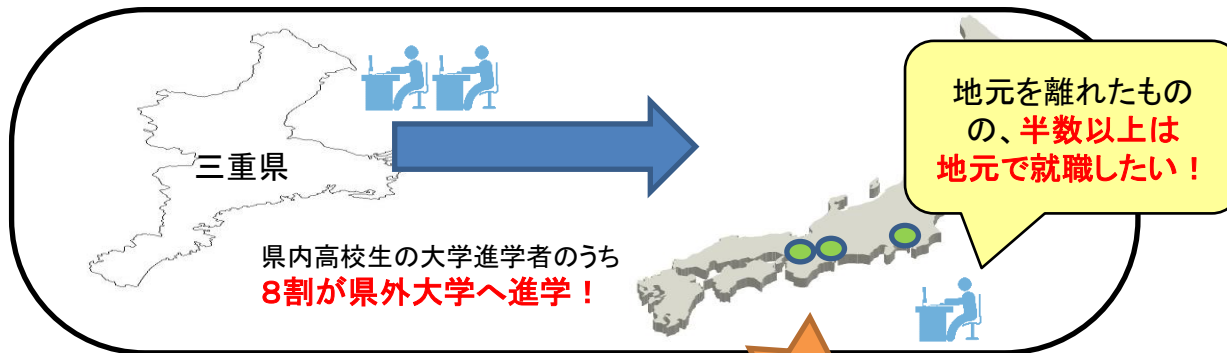 三重県
県内高校生の大学進学者のうち
８割が県外大学へ進学！
地元を離れたもの
の、半数以上は
地元で就職したい！